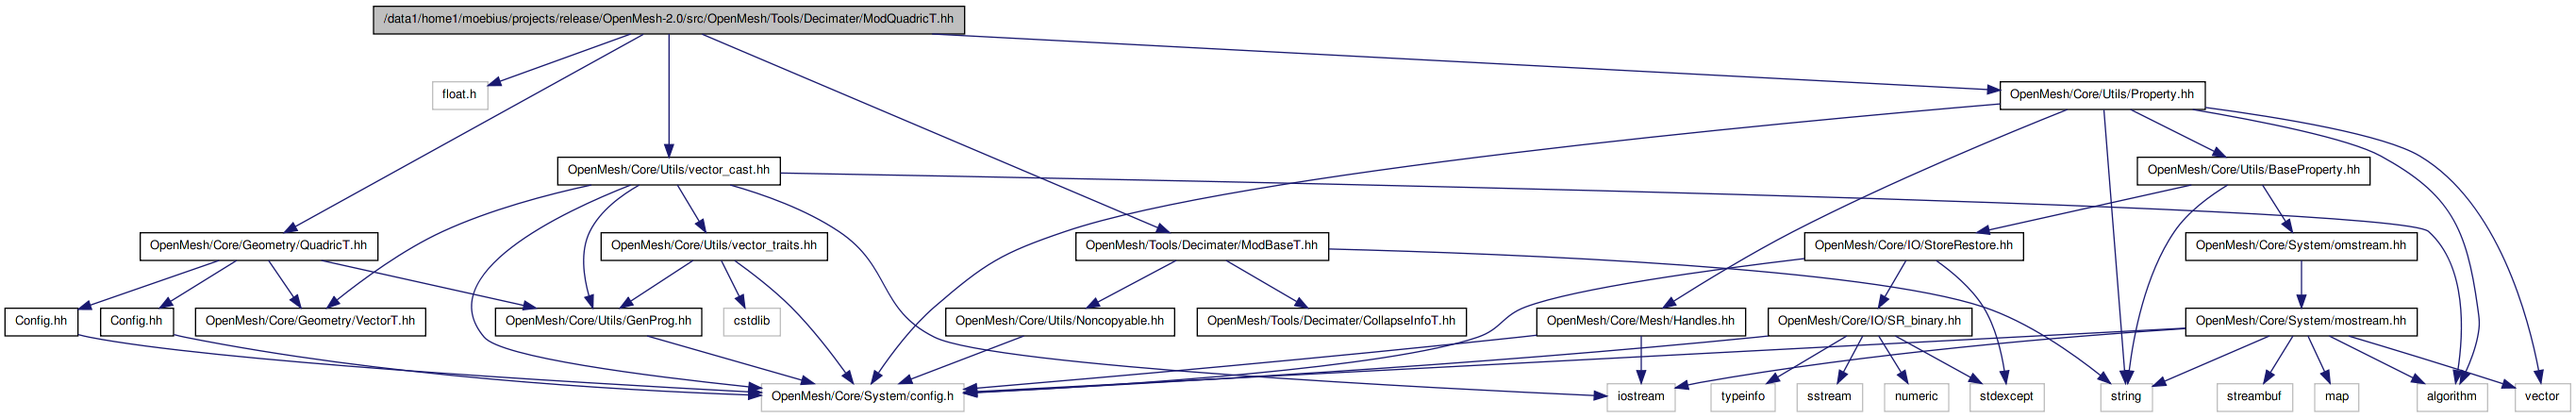 /data1/home1/moebius/projects/release/OpenMesh-2.0/src/OpenMesh/Tools/Decimater/ModQuadricT.hh
float.h
OpenMesh/Core/Utils/Property.hh
OpenMesh/Core/Utils/vector_cast.hh
OpenMesh/Core/Utils/BaseProperty.hh
OpenMesh/Core/Geometry/QuadricT.hh
OpenMesh/Core/Utils/vector_traits.hh
OpenMesh/Tools/Decimater/ModBaseT.hh
OpenMesh/Core/IO/StoreRestore.hh
OpenMesh/Core/System/omstream.hh
Config.hh
Config.hh
OpenMesh/Core/Geometry/VectorT.hh
OpenMesh/Core/Utils/GenProg.hh
cstdlib
OpenMesh/Core/Utils/Noncopyable.hh
OpenMesh/Tools/Decimater/CollapseInfoT.hh
OpenMesh/Core/Mesh/Handles.hh
OpenMesh/Core/IO/SR_binary.hh
OpenMesh/Core/System/mostream.hh
OpenMesh/Core/System/config.h
iostream
typeinfo
sstream
numeric
stdexcept
string
streambuf
map
algorithm
vector